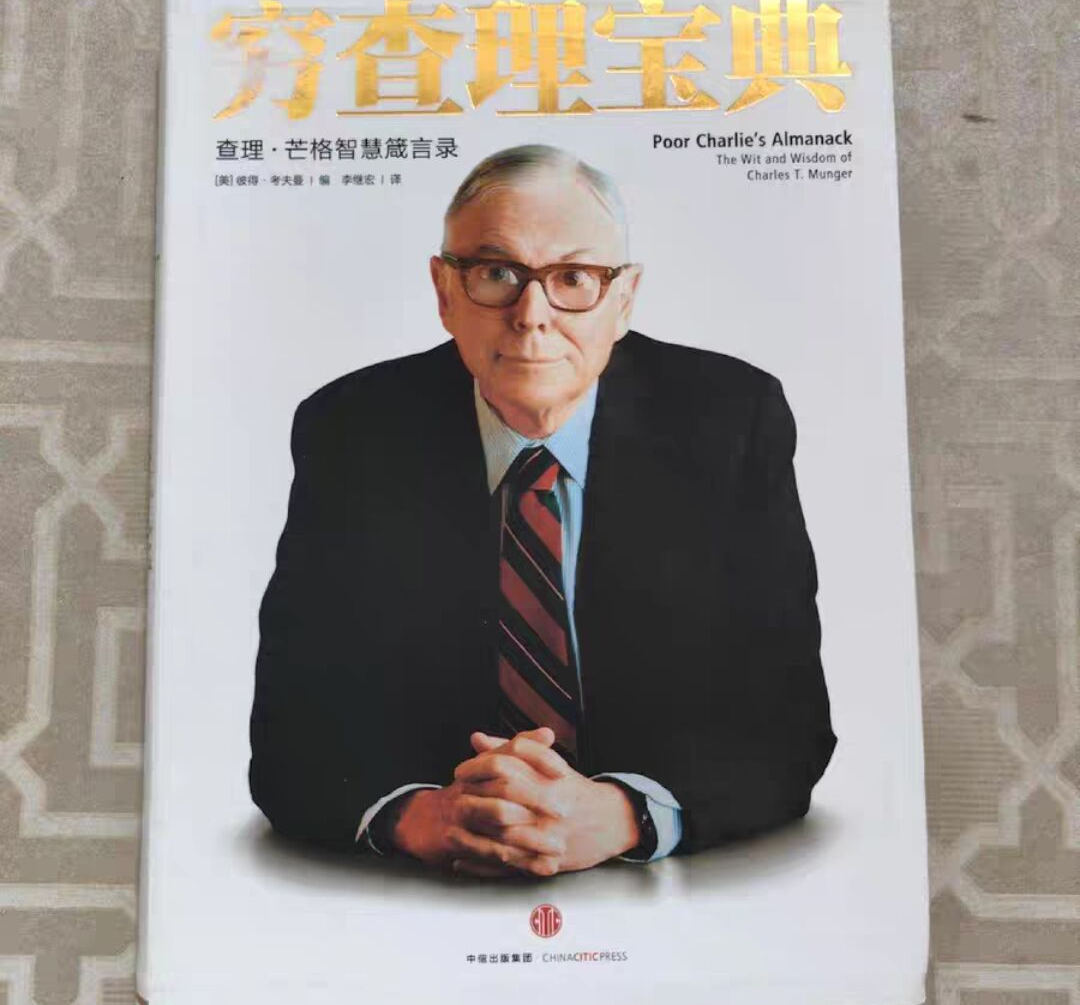 穷查理宝典
查理·芒格智慧箴言录
[美]彼得·考夫曼 | 编 李继宏 | 译
Poor Charlie's Almanack
The Wit and Wisdom of
Charles T. Munger
中信出版集团·CHINACITICPRESS